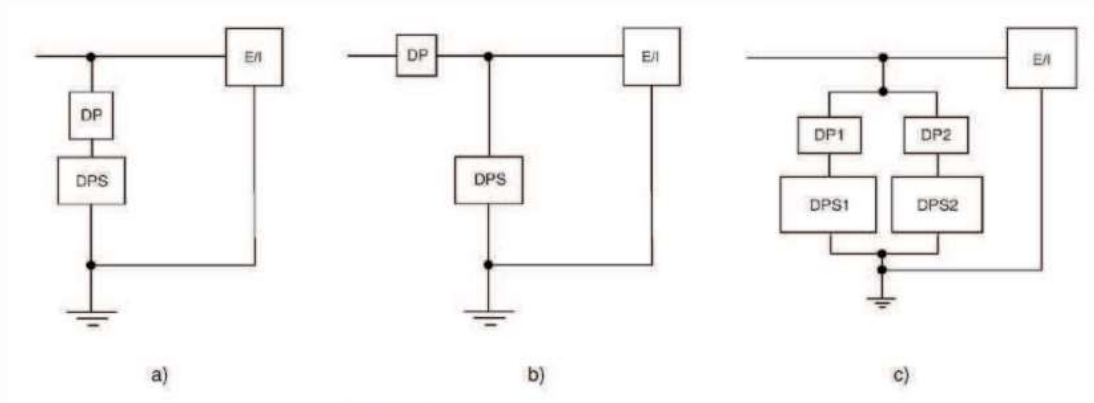 E/I
DP
DPS
a)
DP
E/I
DPS
b)
E/I
DP1
DP2
DPS1
DPS2
c)